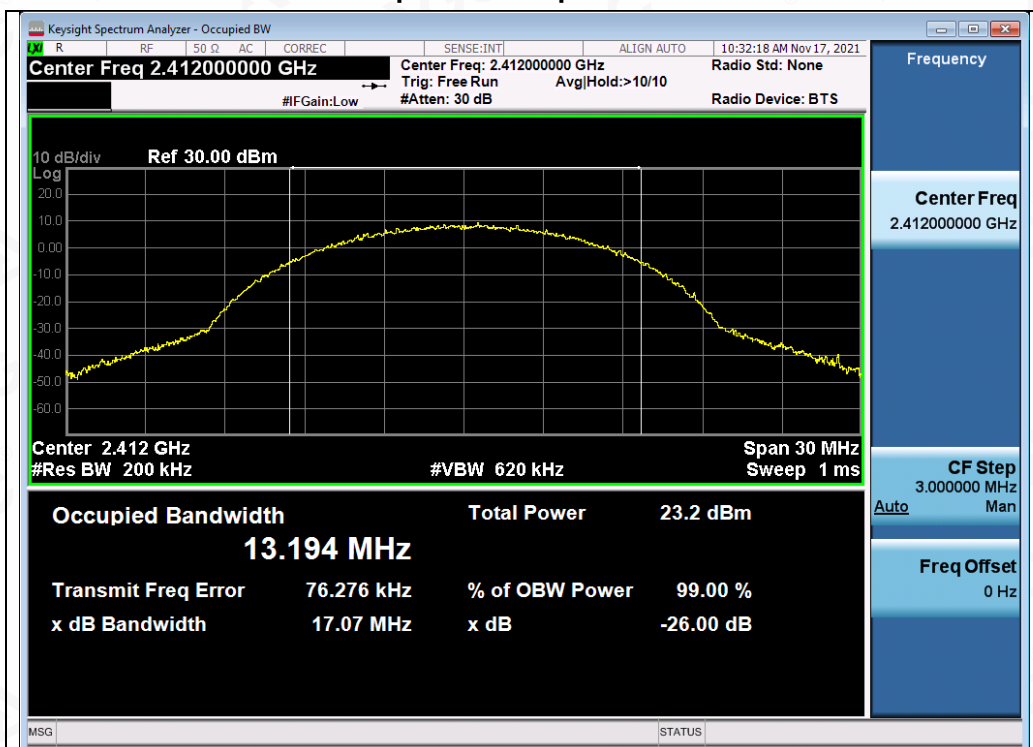 Keysight Spectrum Analyzer - Occupied BW
LXI R RF 50 Ω AC CORREC SENSE:INT ALIGN AUTO 10:32:18 AM Nov 17, 2021
Center Freq 2.412000000 GHz Center Freq: 2.412000000 GHz Radio Std: None
Trig: Free Run Avg|Hold:>10/10
#IFGain:Low #Atten: 30 dB Radio Device: BTS
Frequency
10 dB/div Ref 30.00 dBm
Log
20.0
10.0
0.00
-10.0
-20.0
-30.0
-40.0
-50.0
-60.0
Center 2.412 GHz Span 30 MHz
#Res BW 200 kHz #VBW 620 kHz Sweep 1 ms
Occupied Bandwidth Total Power 23.2 dBm
13.194 MHz
Transmit Freq Error 76.276 kHz % of OBW Power 99.00 %
x dB Bandwidth 17.07 MHz x dB -26.00 dB
Center Freq
2.412000000 GHz
CF Step
3.000000 MHz
Auto Man
Freq Offset
0 Hz
MSG STATUS